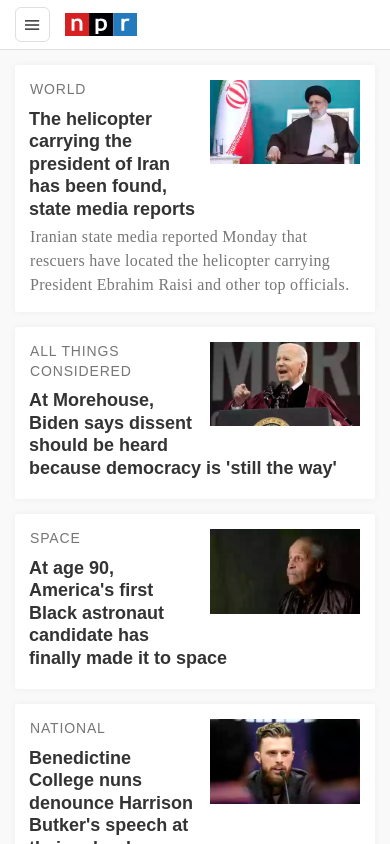 npr
WORLD
The helicopter
carrying the
president of Iran
has been found,
state media reports
Iranian state media reported Monday that
rescuers have located the helicopter carrying
President Ebrahim Raisi and other top officials.
ALL THINGS
CONSIDERED
At Morehouse,
Biden says dissent
should be heard
because democracy is 'still the way'
SPACE
At age 90,
America's first
Black astronaut
candidate has
finally made it to space
NATIONAL
Benedictine
College nuns
denounce Harrison
Butker's speech at